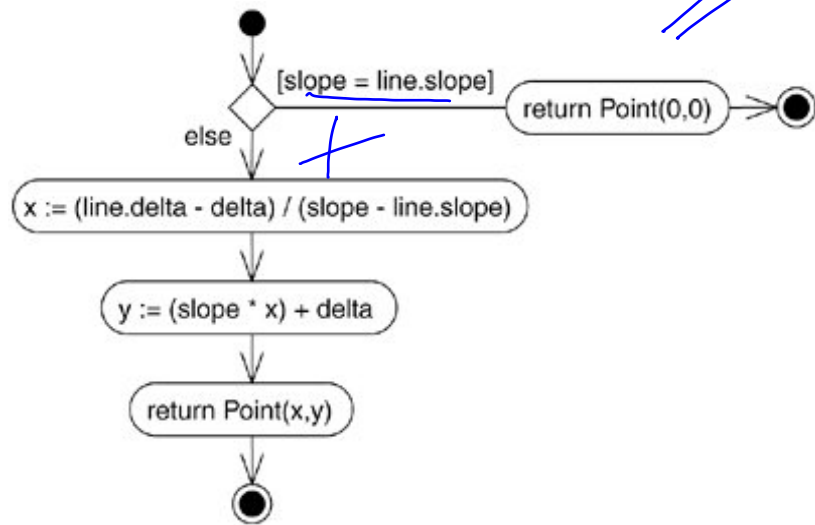 [slope = line.slope]
return Point(0,0)
else
x := (line.delta - delta) / (slope - line.slope)
y := (slope * x) + delta
return Point(x,y)